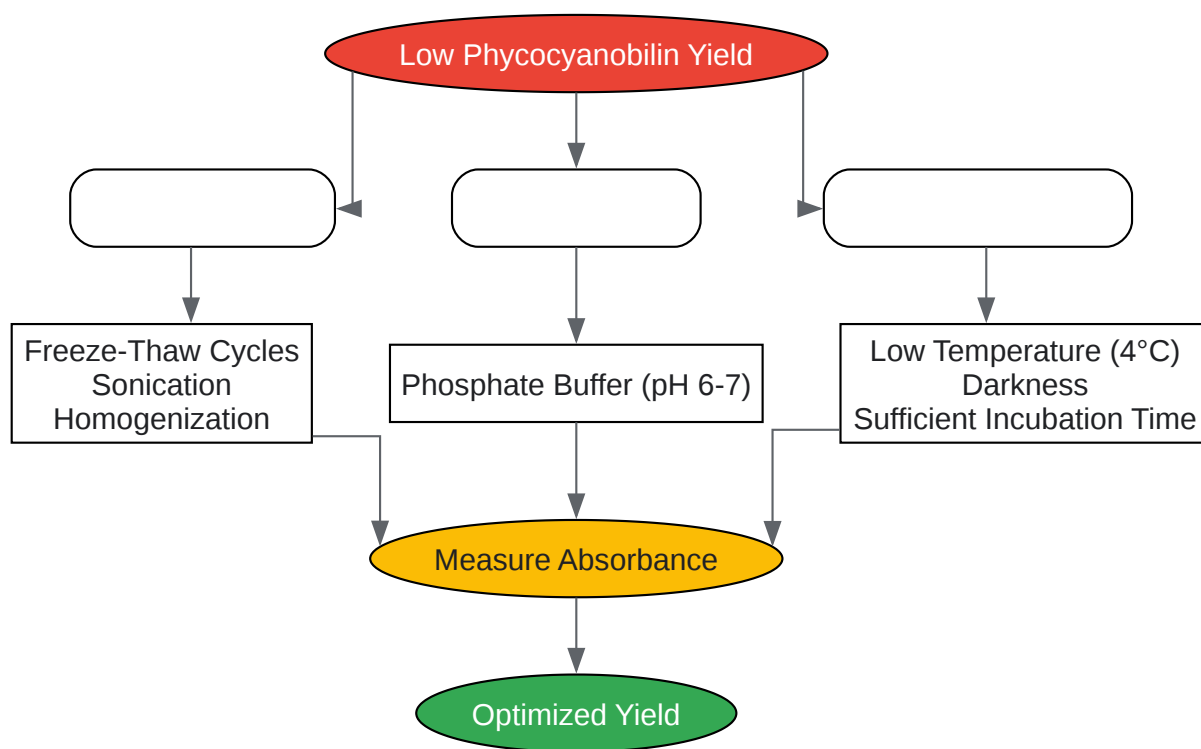 Low Phycocyanobilin Yield
Freeze-Thaw Cycles
Sonication
Homogenization
Phosphate Buffer (pH 6-7)
Low Temperature (4°C)
Darkness
Sufficient Incubation Time
Measure Absorbance
Optimized Yield